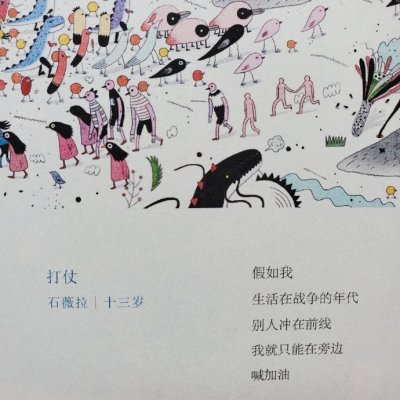 打仗
石薇拉|十三岁
假如我
生活在战争的年代
别人冲在前线
我就只能在旁边
喊加油